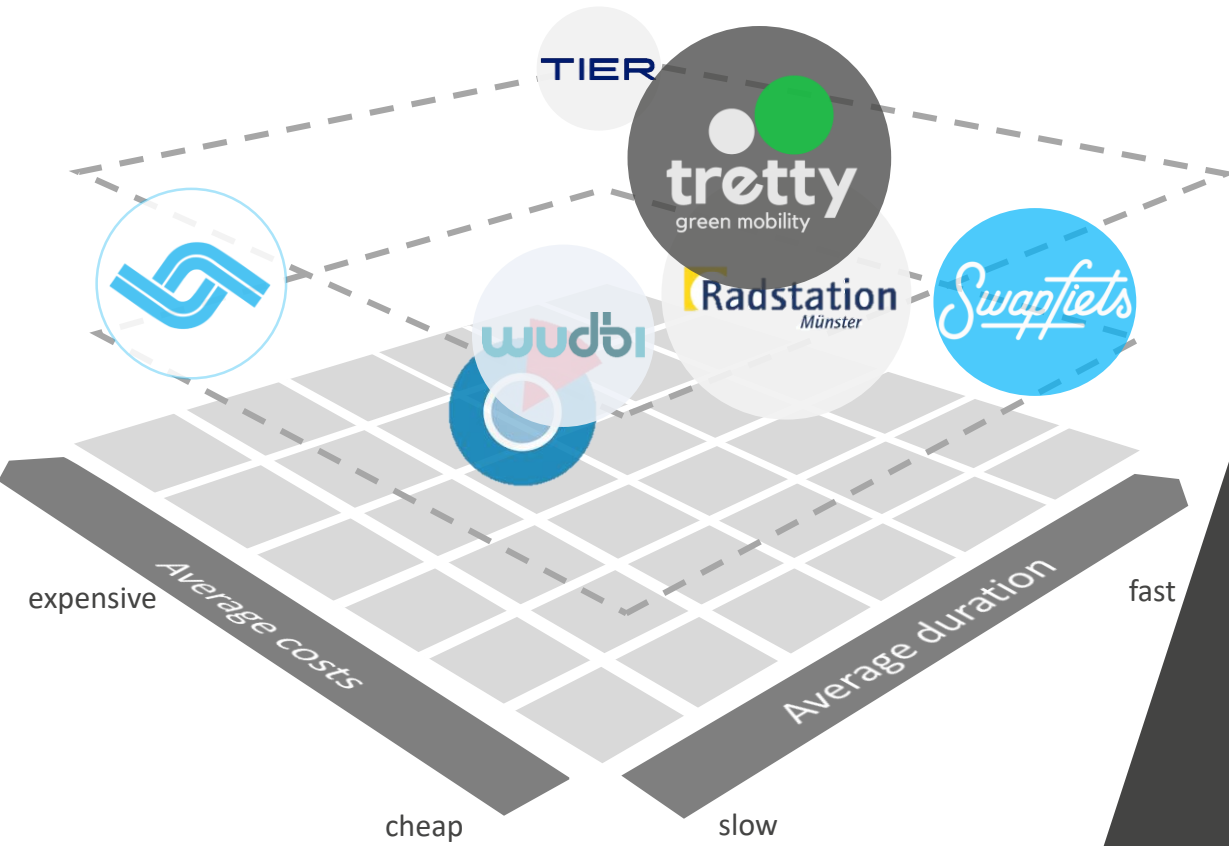 TIER
tretty
green mobility
Radstation
Münster
Swapfiets
wudbi
Average costs
Average duration
expensive
fast
cheap
slow